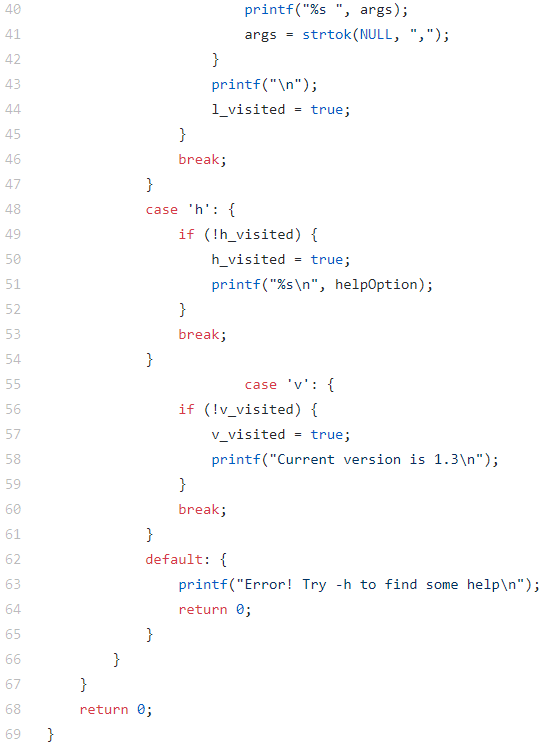 40                            printf("%s ", args);
41                            args = strtok(NULL, ",");
42                        }
43                        printf("\n");
44                        l_visited = true;
45                    }
46                    break;
47                }
48                case 'h': {
49                    if (!h_visited) {
50                        h_visited = true;
51                        printf("%s\n", helpOption);
52                    }
53                    break;
54                }
55                            case 'v': {
56                    if (!v_visited) {
57                        v_visited = true;
58                        printf("Current version is 1.3\n");
59                    }
60                    break;
61                }
62                default: {
63                    printf("Error! Try -h to find some help\n");
64                    return 0;
65                }
66            }
67        }
68        return 0;
69    }